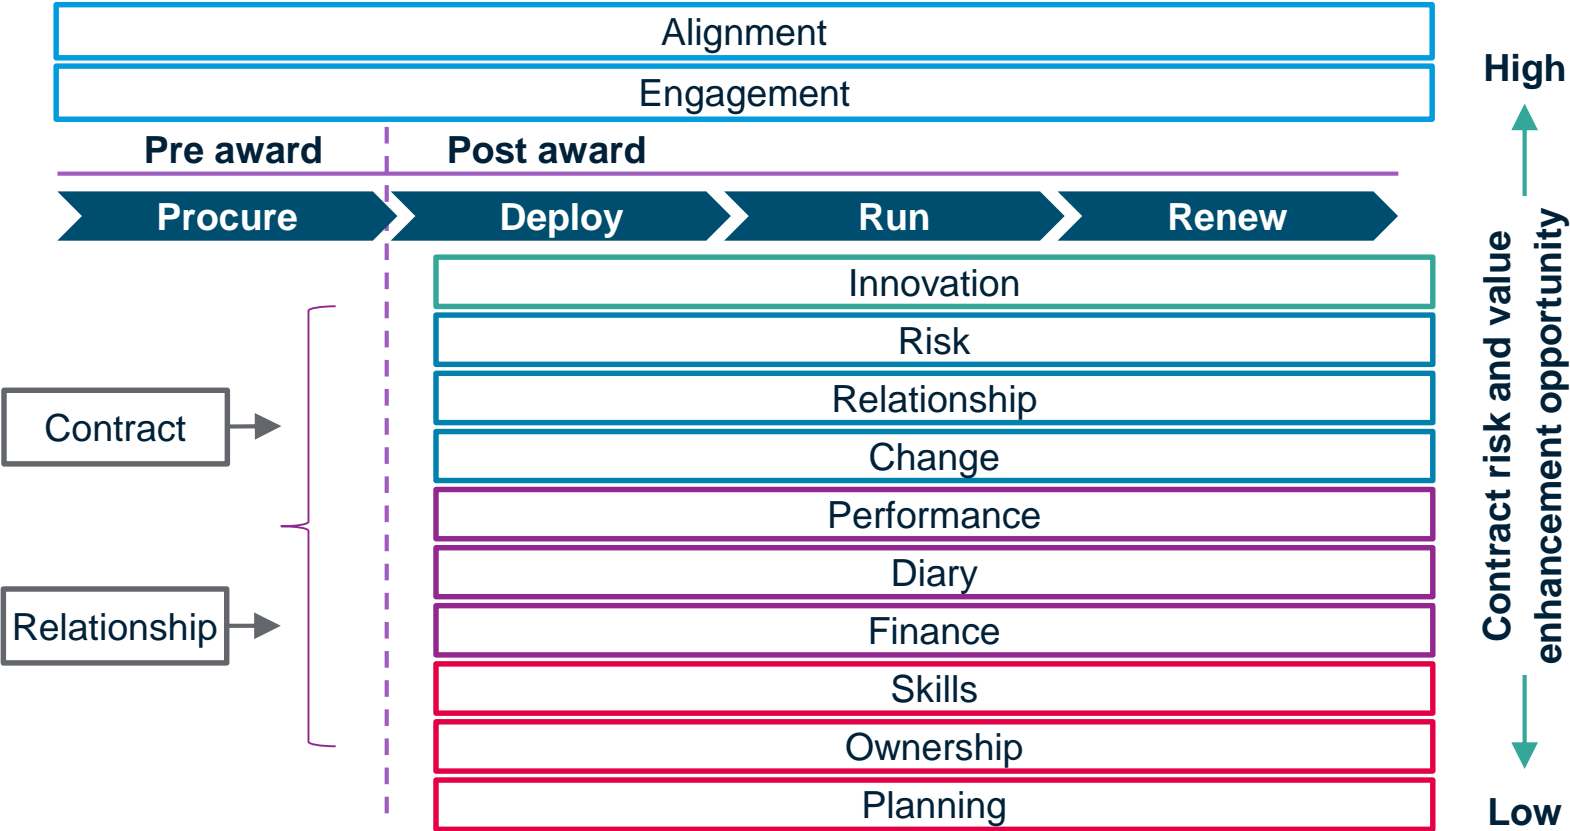 Alignment
Engagement
High
Pre award
Post award
Procure
Deploy
Run
Renew
Innovation
Risk
Relationship
Change
Performance
Diary
Finance
Skills
Ownership
Planning
Contract
Relationship
Contract risk and value
enhancement opportunity
Low